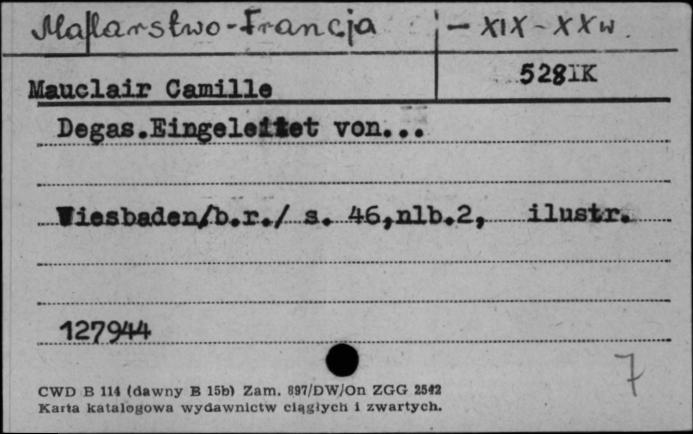 Malarstwo-Francja - XIX-XXw.
Mauclair Camille 5281K
Degas.Eingeleitet von...
Wiesbaden/b.r./ s. 46,nlb.2, ilustr.
127944
7
CWD B 114 (dawny B 15b) Zam. 897/DW/On ZGG 2542
Karta katalogowa wydawnictw ciągłych i zwartych.